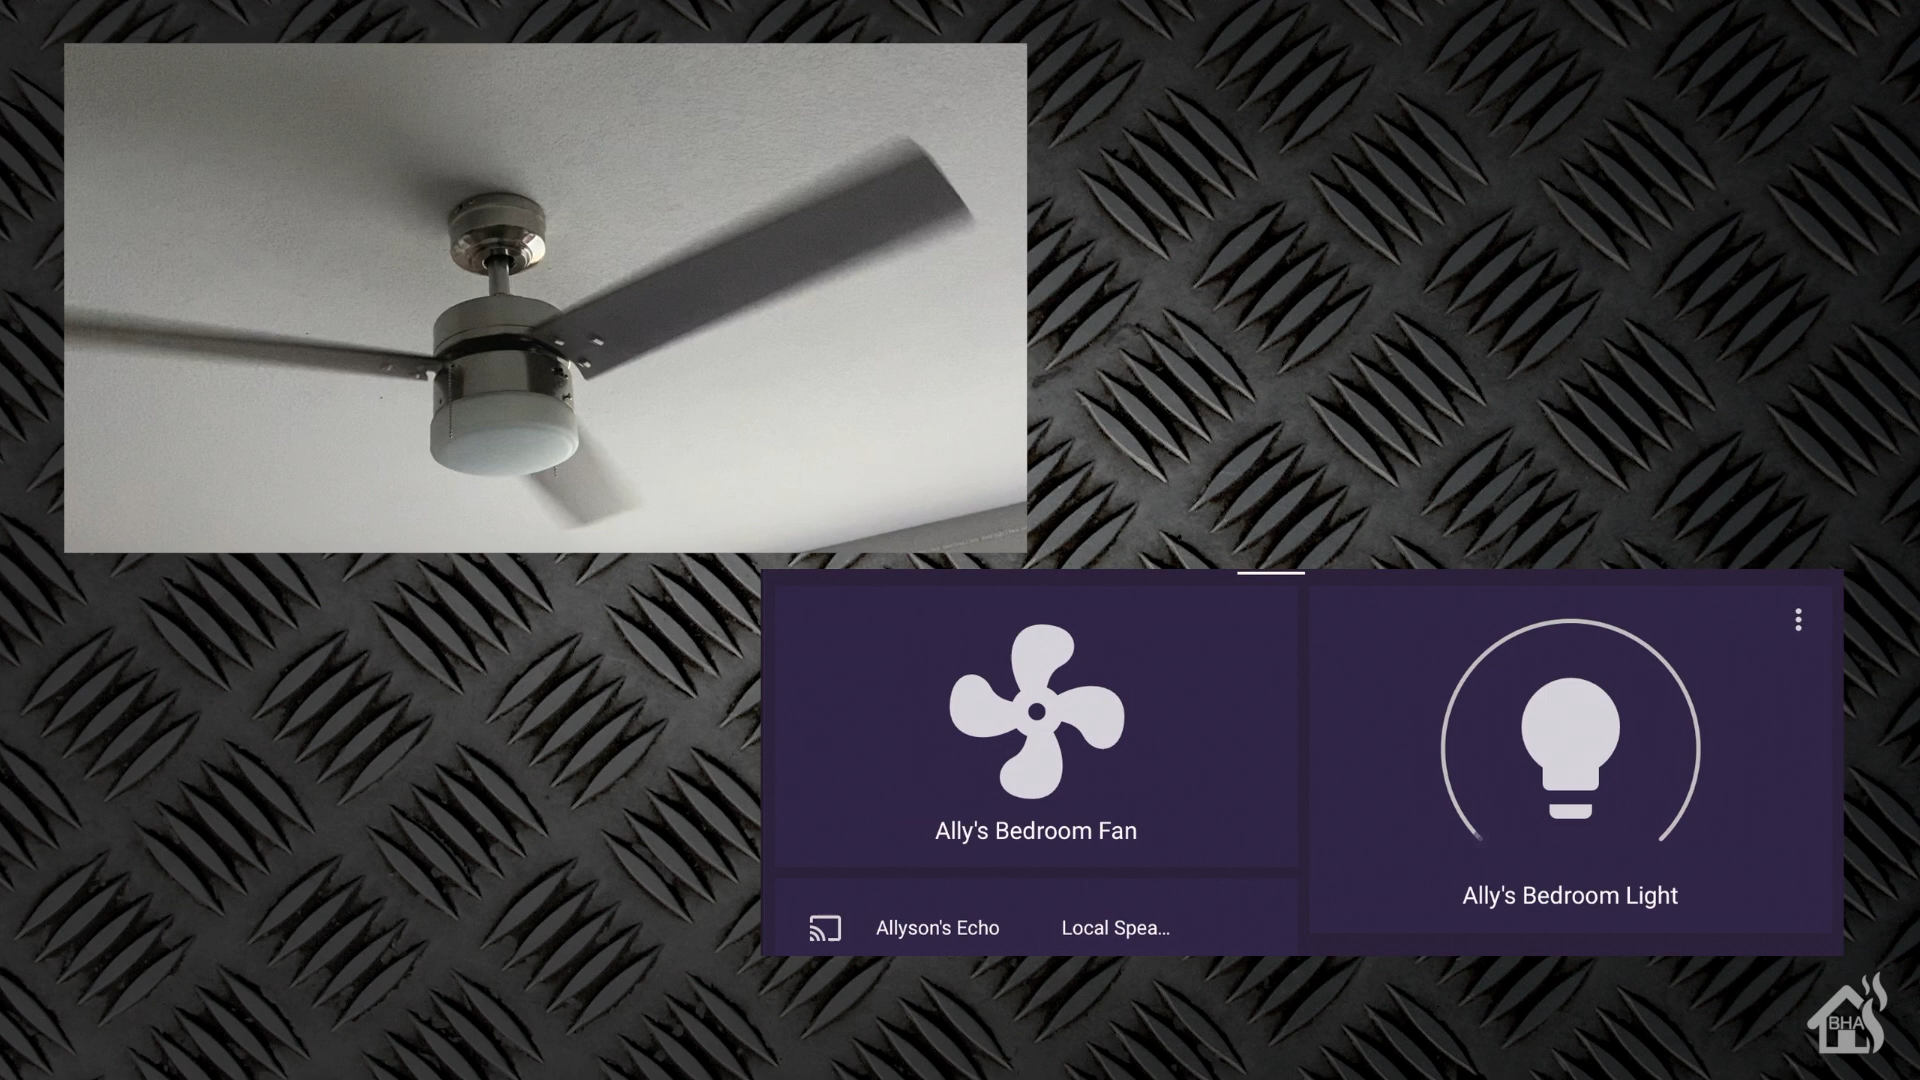 Ally's Bedroom Fan
Ally's Bedroom Light
Allyson's Echo
Local Spea...
BHA